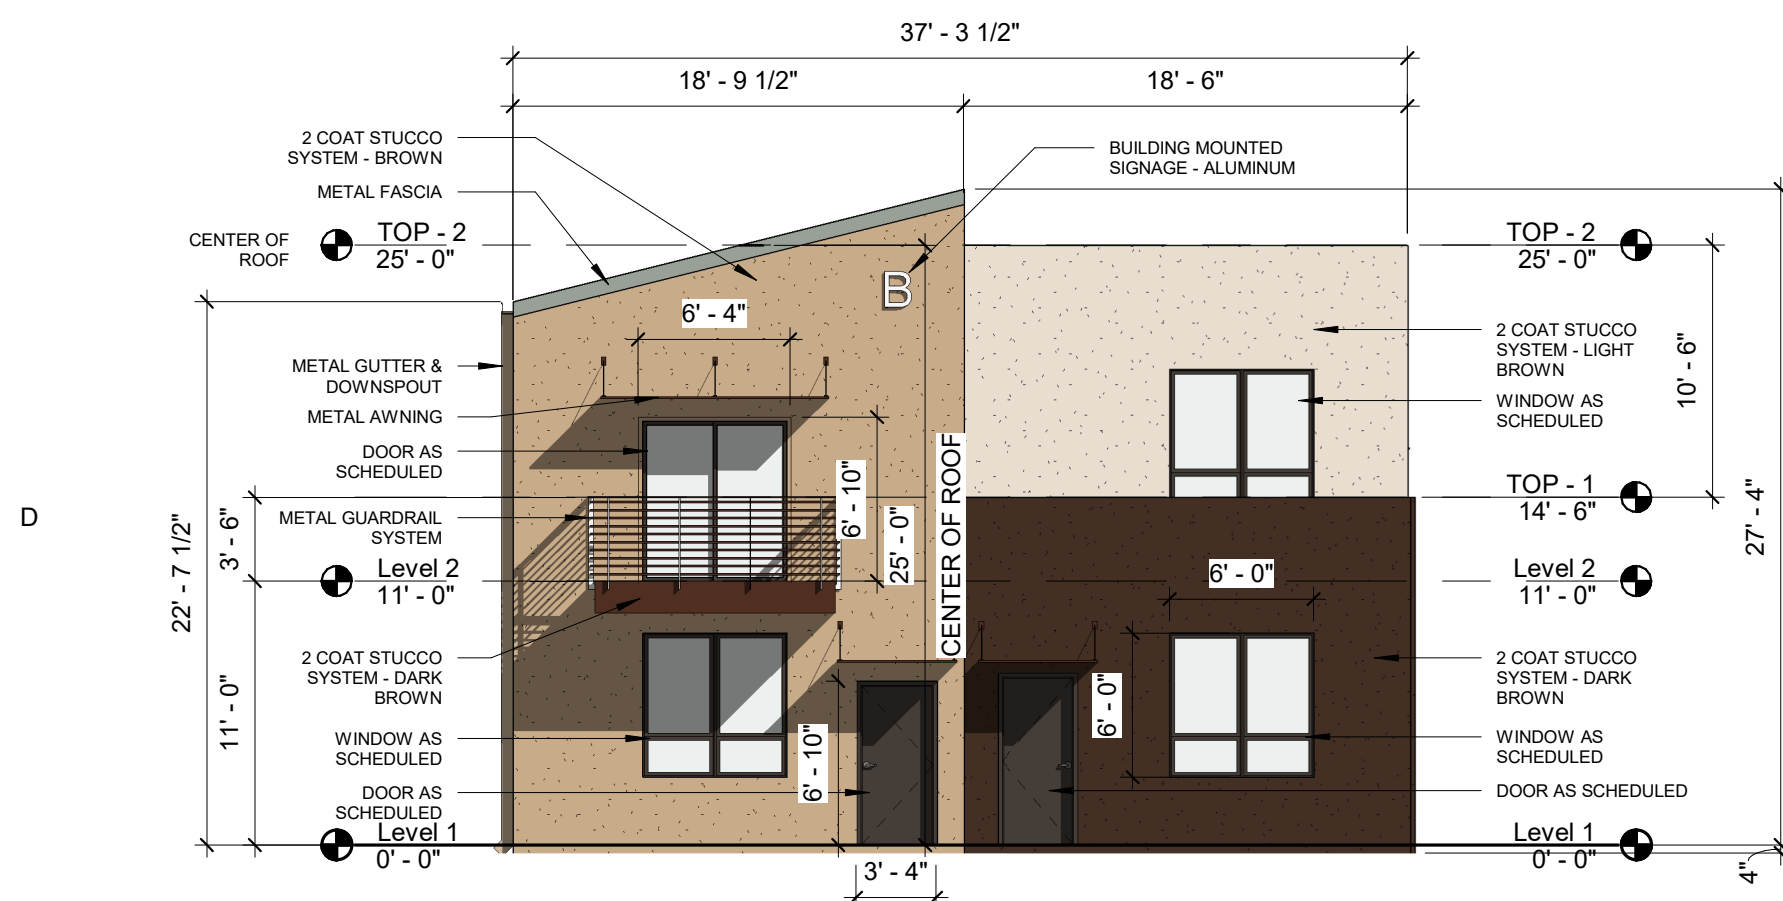 37' - 3 1/2"
18' - 9 1/2"
18' - 6"
2 COAT STUCCO
SYSTEM - BROWN
METAL FASCIA
BUILDING MOUNTED
SIGNAGE - ALUMINUM
CENTER OF
ROOF
TOP - 2
25' - 0"
TOP - 2
25' - 0"
B
6' - 4"
2 COAT STUCCO
SYSTEM - LIGHT
BROWN
METAL GUTTER &
DOWNSPOUT
METAL AWNING
DOOR AS
SCHEDULED
WINDOW AS
SCHEDULED
10' - 6"
METAL GUARDRAIL
SYSTEM
TOP - 1
14' - 6"
D
22' - 7 1/2"
3' - 6"
6' - 10"
25' - 0"
CENTER OF ROOF
27' - 4"
Level 2
11' - 0"
6' - 0"
Level 2
11' - 0"
2 COAT STUCCO
SYSTEM - DARK
BROWN
2 COAT STUCCO
SYSTEM - DARK
BROWN
11' - 0"
6' - 10"
6' - 0"
WINDOW AS
SCHEDULED
WINDOW AS
SCHEDULED
DOOR AS
SCHEDULED
DOOR AS SCHEDULED
Level 1
0' - 0"
Level 1
0' - 0"
3' - 4"
4"